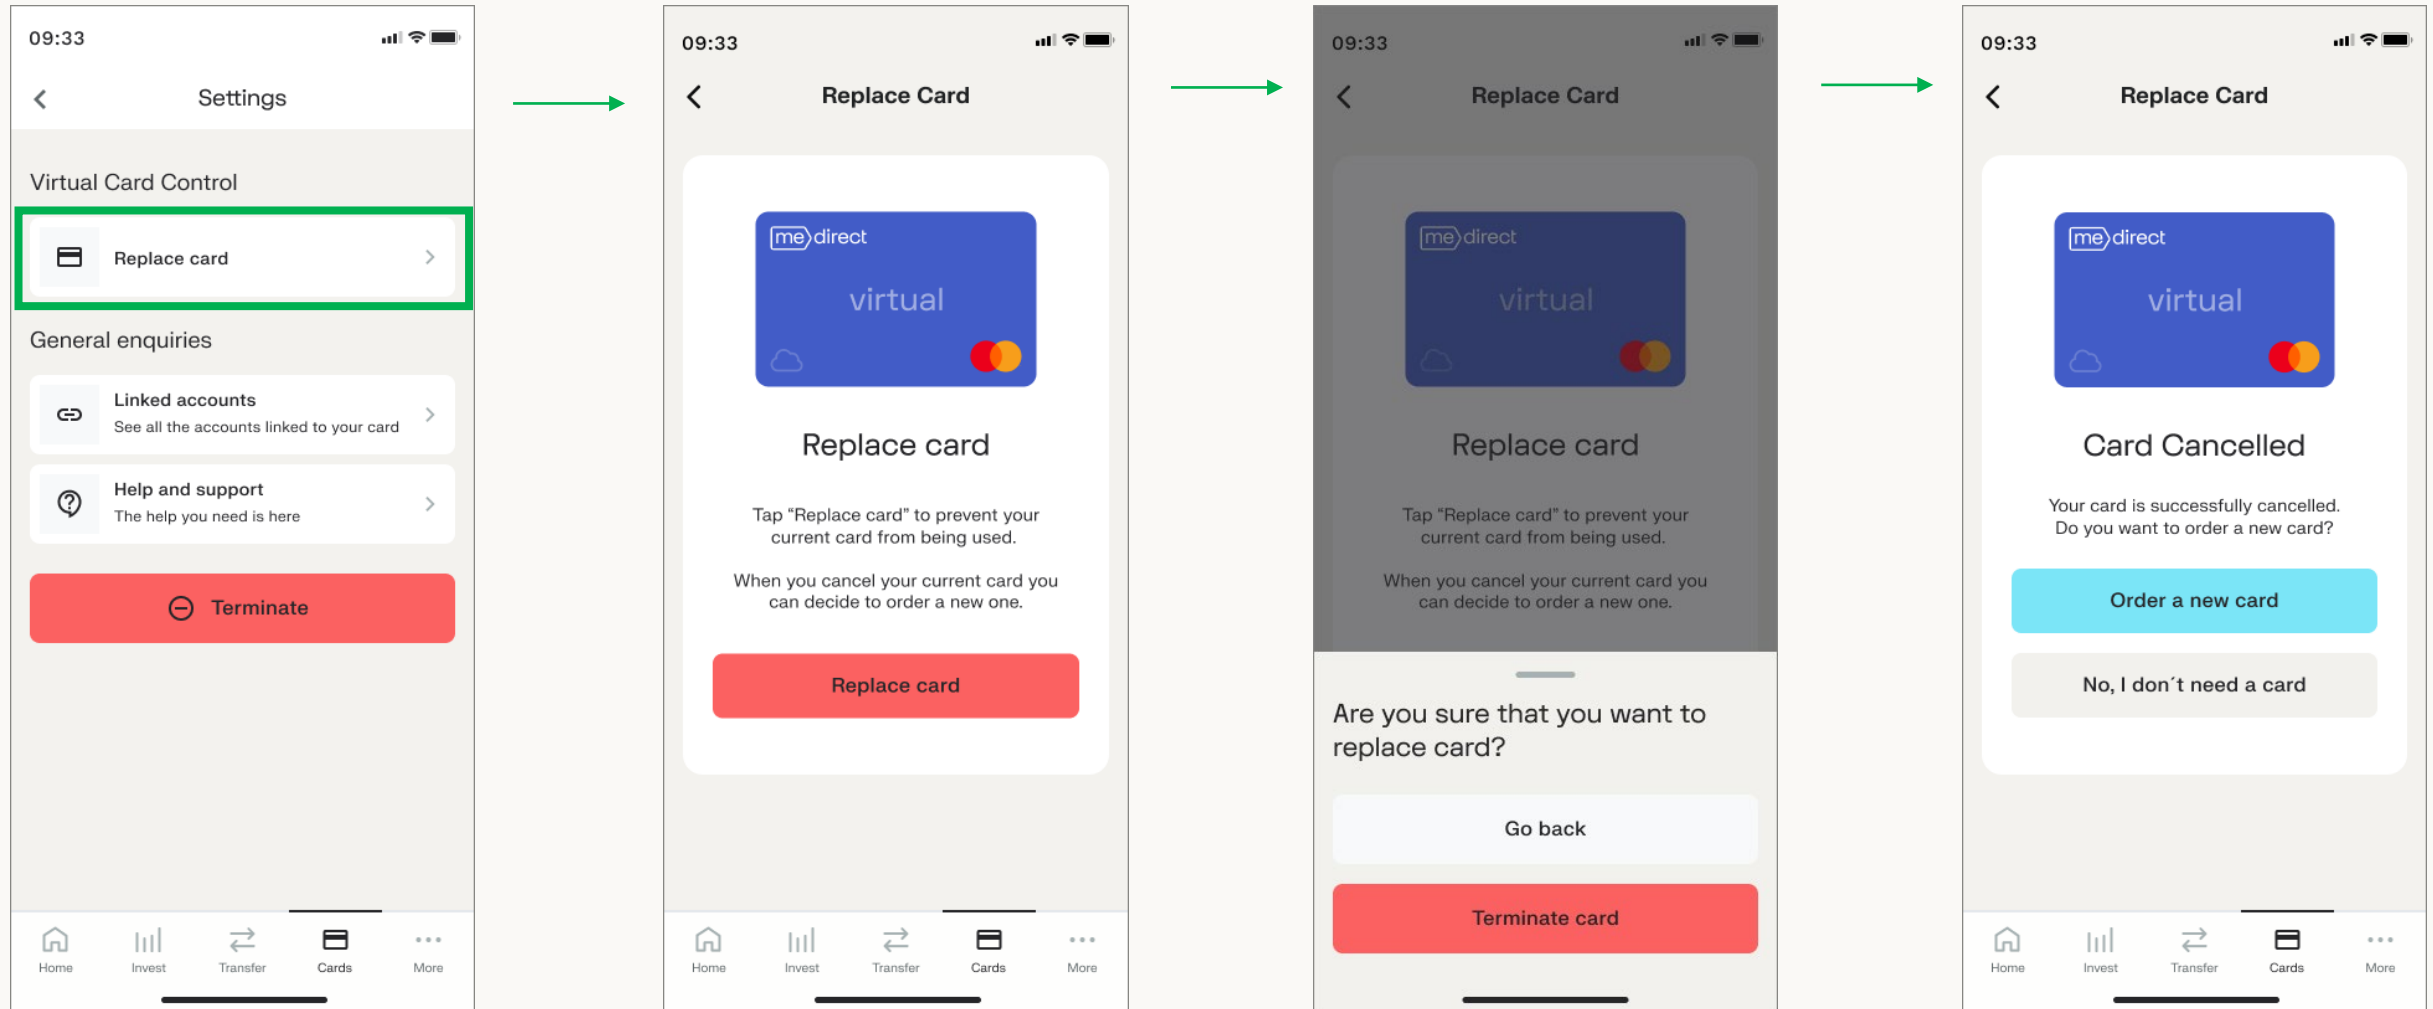 09:33
Settings
Virtual Card Control
Replace card
General enquiries
Linked accounts
See all the accounts linked to your card
Help and support
The help you need is here
Terminate
Home Invest Transfer Cards More
09:33
Replace Card
me direct
virtual
Replace card
Tap “Replace card” to prevent your
current card from being used.
When you cancel your current card you
can decide to order a new one.
Replace card
Home Invest Transfer Cards More
09:33
Replace Card
me direct
virtual
Replace card
Tap “Replace card” to prevent your
current card from being used.
When you cancel your current card you
can decide to order a new one.
Are you sure that you want to
replace card?
Go back
Terminate card
09:33
Replace Card
me direct
virtual
Card Cancelled
Your card is successfully cancelled.
Do you want to order a new card?
Order a new card
No, I don´t need a card
Home Invest Transfer Cards More